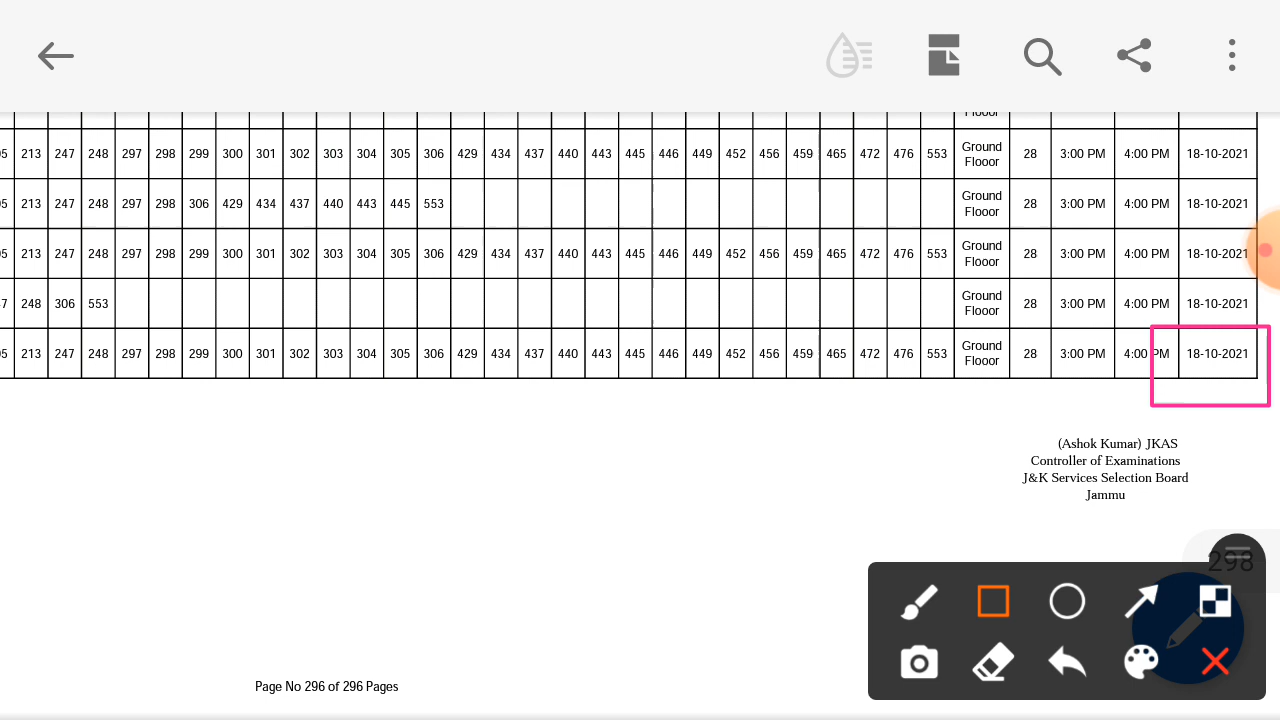 Flooor
05 213 247 248 297 298 299 300 301 302 303 304 305 306 429 434 437 440 443 445 446 449 452 456 459 465 472 476 553 Ground Flooor 28 3:00 PM 4:00 PM 18-10-2021
05 213 247 248 297 298 306 429 434 437 440 443 445 553 Ground Flooor 28 3:00 PM 4:00 PM 18-10-2021
05 213 247 248 297 298 299 300 301 302 303 304 305 306 429 434 437 440 443 445 446 449 452 456 459 465 472 476 553 Ground Flooor 28 3:00 PM 4:00 PM 18-10-2021
7 248 306 553 Ground Flooor 28 3:00 PM 4:00 PM 18-10-2021
05 213 247 248 297 298 299 300 301 302 303 304 305 306 429 434 437 440 443 445 446 449 452 456 459 465 472 476 553 Ground Flooor 28 3:00 PM 4:00 PM 18-10-2021
(Ashok Kumar) JKAS
Controller of Examinations
J&K Services Selection Board
Jammu
298
Page No 296 of 296 Pages